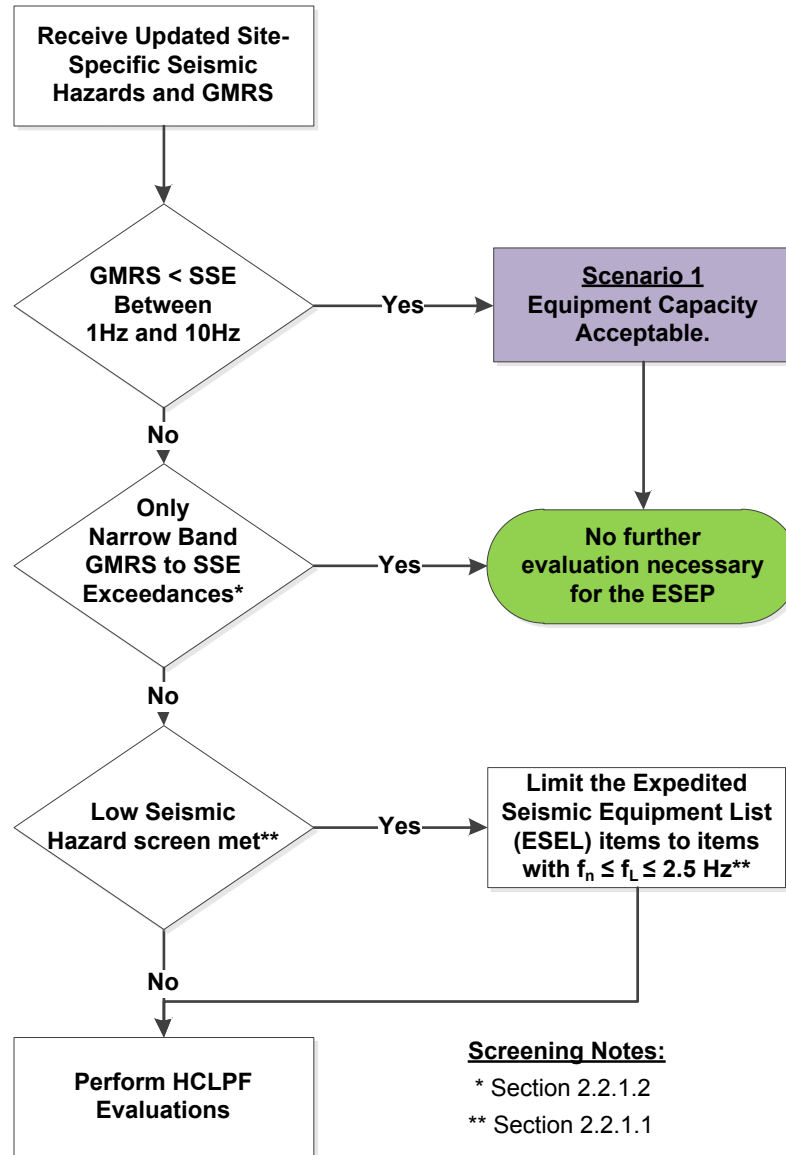 Receive Updated Site-
Specific Seismic
Hazards and GMRS
GMRS < SSE
Between
1Hz and 10Hz
Yes
Scenario 1
Equipment Capacity
Acceptable.
No
Only
Narrow Band
GMRS to SSE
Exceedances*
Yes
No further
evaluation necessary
for the ESEP
No
Low Seismic
Hazard screen met**
Yes
Limit the Expedited
Seismic Equipment List
(ESEL) items to items
with fn ≤ fL ≤ 2.5 Hz**
No
Perform HCLPF
Evaluations
Screening Notes:
* Section 2.2.1.2
** Section 2.2.1.1